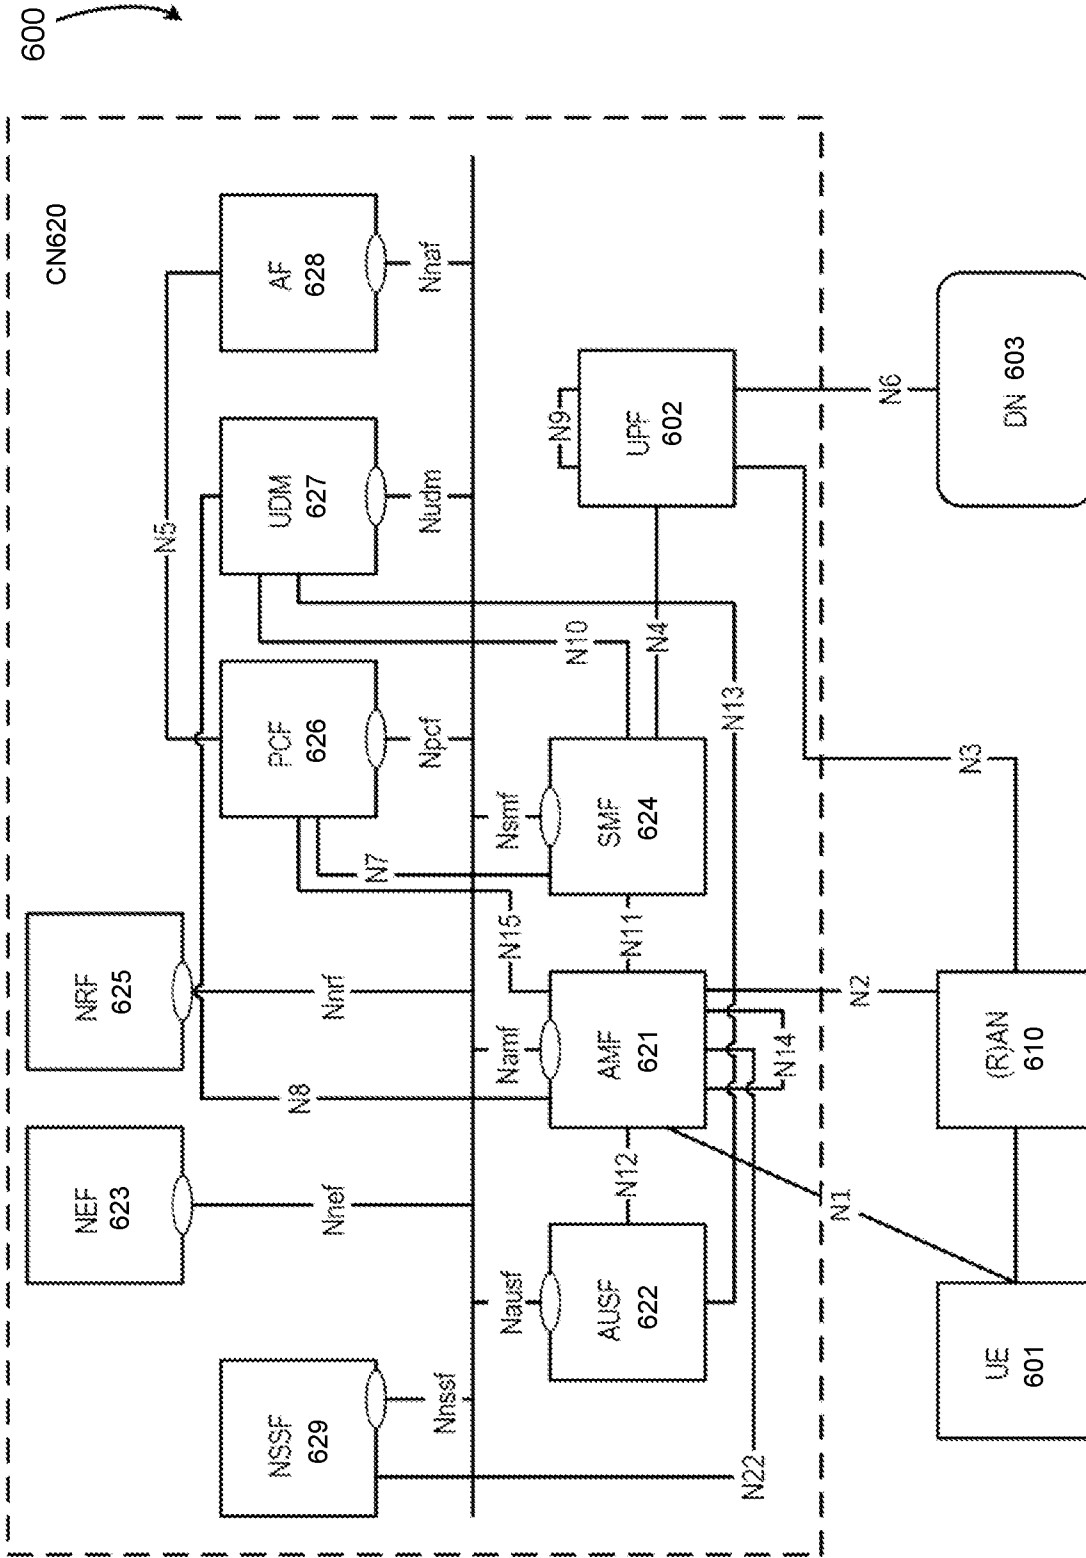 600
CN620
NEF
623
NRF
625
N5
N8
NSSF
629
PCF
626
UDM
627
AF
628
Nnef
Nnrf
N7
Nnssf
Npcf
Nudm
Nnaf
Nausf
Namf
N15
Nsmf
N10
N9
AUSF
622
N12
AMF
621
N11
SMF
624
N4
UPF
602
N22
N14
N13
N1
N2
N3
N6
UE
601
(R)AN
610
DN 603